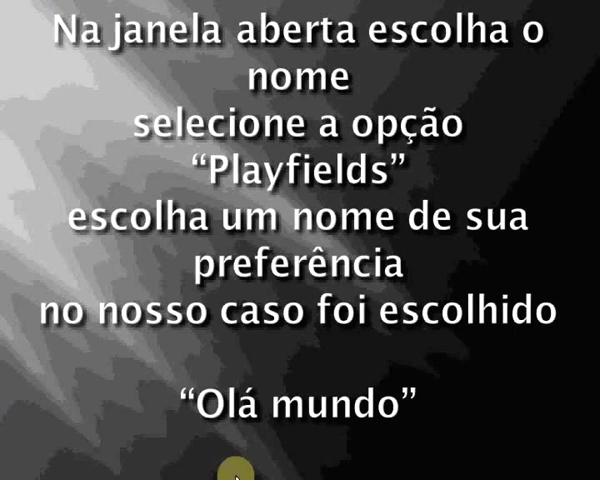 Na janela aberta escolha o
nome
selecione a opção
“Playfields”
escolha um nome de sua
preferência
no nosso caso foi escolhido
“Olá mundo”